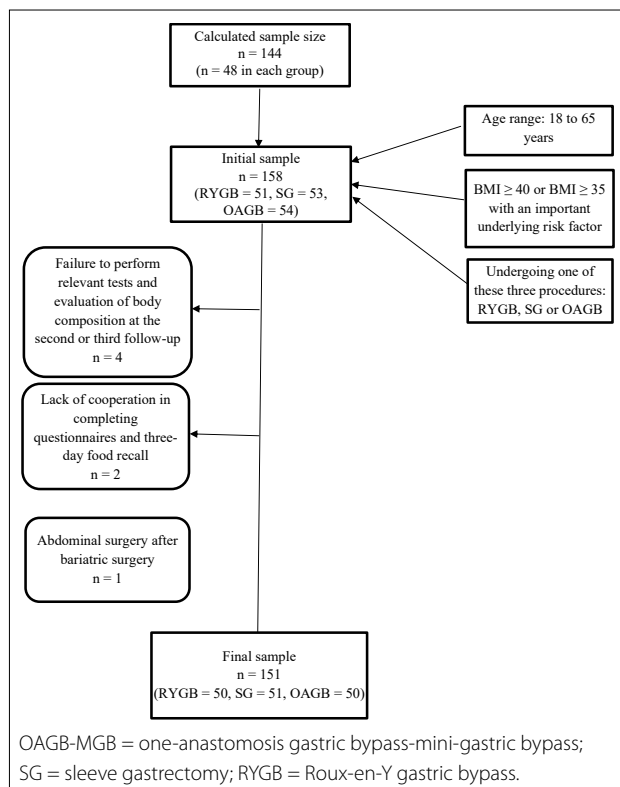 Calculated sample size
n = 144
(n = 48 in each group)
Age range: 18 to 65
years
Initial sample
n = 158
(RYGB = 51, SG = 53,
OAGB = 54)
BMI ≥ 40 or BMI ≥ 35
with an important
underlying risk factor
Undergoing one of
these three procedures:
RYGB, SG or OAGB
Failure to perform
relevant tests and
evaluation of body
composition at the
second or third follow-up
n = 4
Lack of cooperation in
completing
questionnaires and three-
day food recall
n = 2
Abdominal surgery after
bariatric surgery
n = 1
Final sample
n = 151
(RYGB = 50, SG = 51, OAGB = 50)
OAGB-MGB = one-anastomosis gastric bypass-mini-gastric bypass;
SG = sleeve gastrectomy; RYGB = Roux-en-Y gastric bypass.